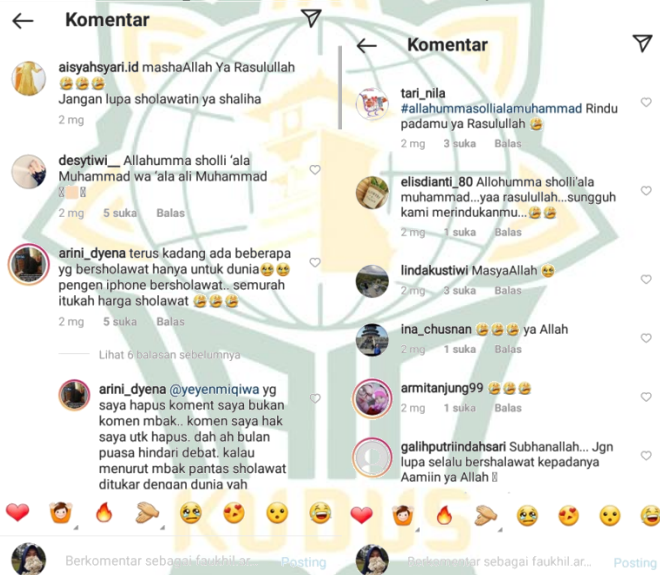 Komentar
aisyahsyari.id mashaAllah Ya Rasulullah
Jangan lupa sholawatin ya shaliha
2 mg
desytiwi__ Allahumma sholli ‘ala
Muhammad wa ‘ala ali Muhammad
2 mg 5 suka Balas
arini_dyena terus kadang ada beberapa
yg bersholawat hanya untuk dunia
pengen iphone bersholawat.. semurah
itukah harga sholawat
2 mg 5 suka Balas
Lihat 6 balasan sebelumnya
arini_dyena @yeyenmiqiwa yg
saya hapus koment saya bukan
komen mbak.. komen saya hak
saya utk hapus. dah ah bulan
puasa hindari debat. kalau
menurut mbak pantas sholawat
ditukar dengan dunia yah
Berkomentar sebagai faukhil.ar... Posting
Komentar
tari_nila
#allahummasollialamuhammad Rindu
padamu ya Rasulullah
2 mg 3 suka Balas
elisdianti_80 Allohumma sholli’ala
muhammad...yaa rasulullah...sungguh
kami merindukanmu...
2 mg 1 suka Balas
lindakustiwi MasyaAllah
2 mg 3 suka Balas
ina_chusnan ya Allah
2 mg 1 suka Balas
armitanjung99
2 mg 1 suka Balas
galihputriindahsari Subhanallah... Jgn
lupa selalu bershalawat kepadanya
Aamiin ya Allah
Berkomentar sebagai faukhil.ar... Posting
KUDUS